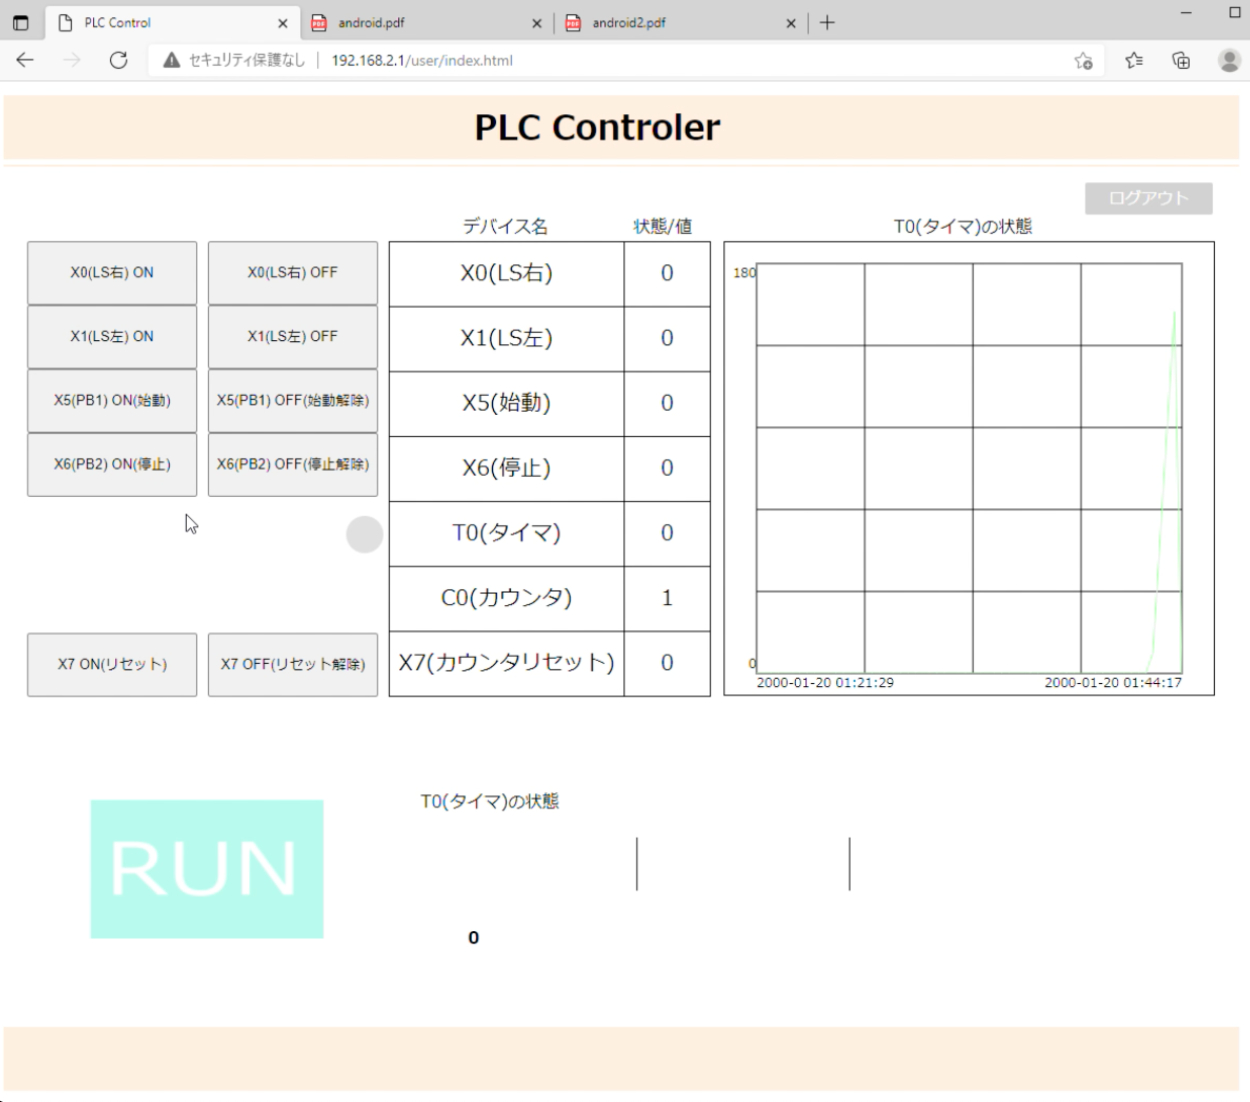 PLC Control
android.pdf
android2.pdf
セキュリティ保護なし
192.168.2.1/user/index.html
PLC Controler
ログアウト
デバイス名 状態/値
T0(タイマ)の状態
X0(LS右) ON X0(LS右) OFF
X0(LS右) 0
180
X1(LS左) ON X1(LS左) OFF
X1(LS左) 0
X5(PB1) ON(始動) X5(PB1) OFF(始動解除)
X5(始動) 0
X6(PB2) ON(停止) X6(PB2) OFF(停止解除)
X6(停止) 0
T0(タイマ) 0
C0(カウンタ) 1
X7 ON(リセット) X7 OFF(リセット解除)
X7(カウンタリセット) 0
0
2000-01-20 01:21:29 2000-01-20 01:44:17
T0(タイマ)の状態
RUN
0